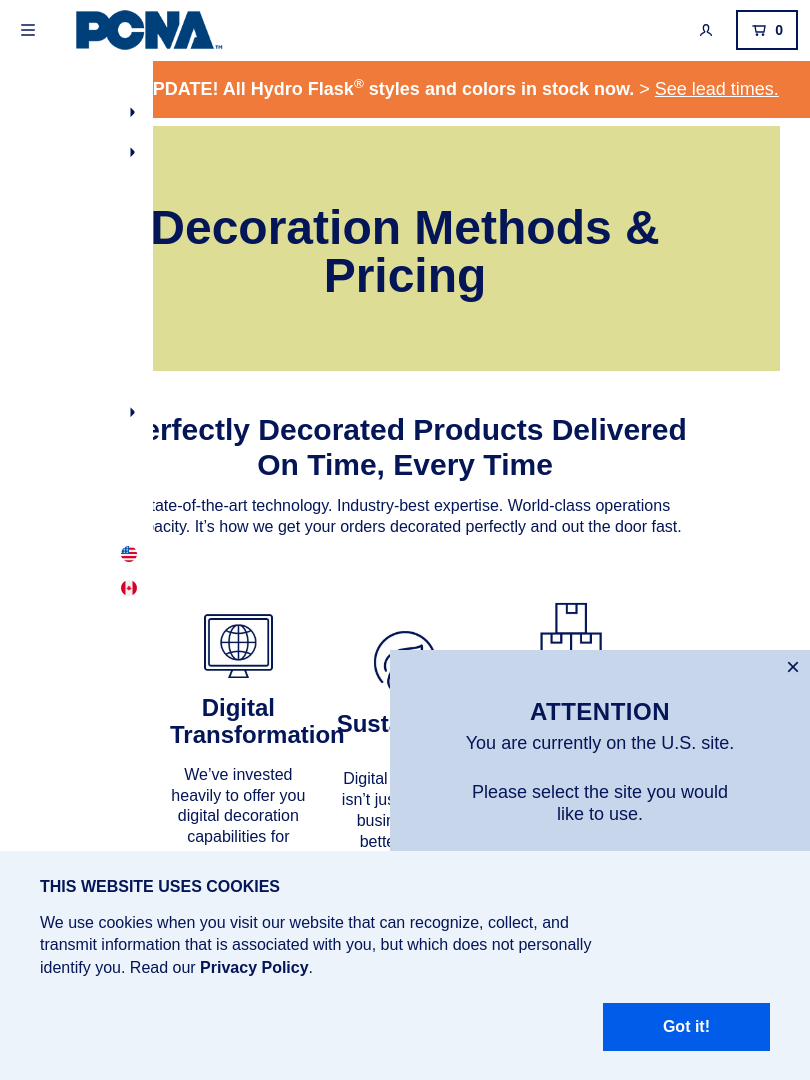 PCNA™
0
PDATE! All Hydro Flask® styles and colors in stock now. > See lead times.
Decoration Methods &
Pricing
erfectly Decorated Products Delivered
On Time, Every Time
tate-of-the-art technology. Industry-best expertise. World-class operations
pacity. It’s how we get your orders decorated perfectly and out the door fast.
Digital
Transformation
We’ve invested
heavily to offer you
digital decoration
capabilities for
Susta
Digital
isn’t jus
busin
bette
×
ATTENTION
You are currently on the U.S. site.
Please select the site you would
like to use.
THIS WEBSITE USES COOKIES
We use cookies when you visit our website that can recognize, collect, and
transmit information that is associated with you, but which does not personally
identify you. Read our Privacy Policy.
Got it!